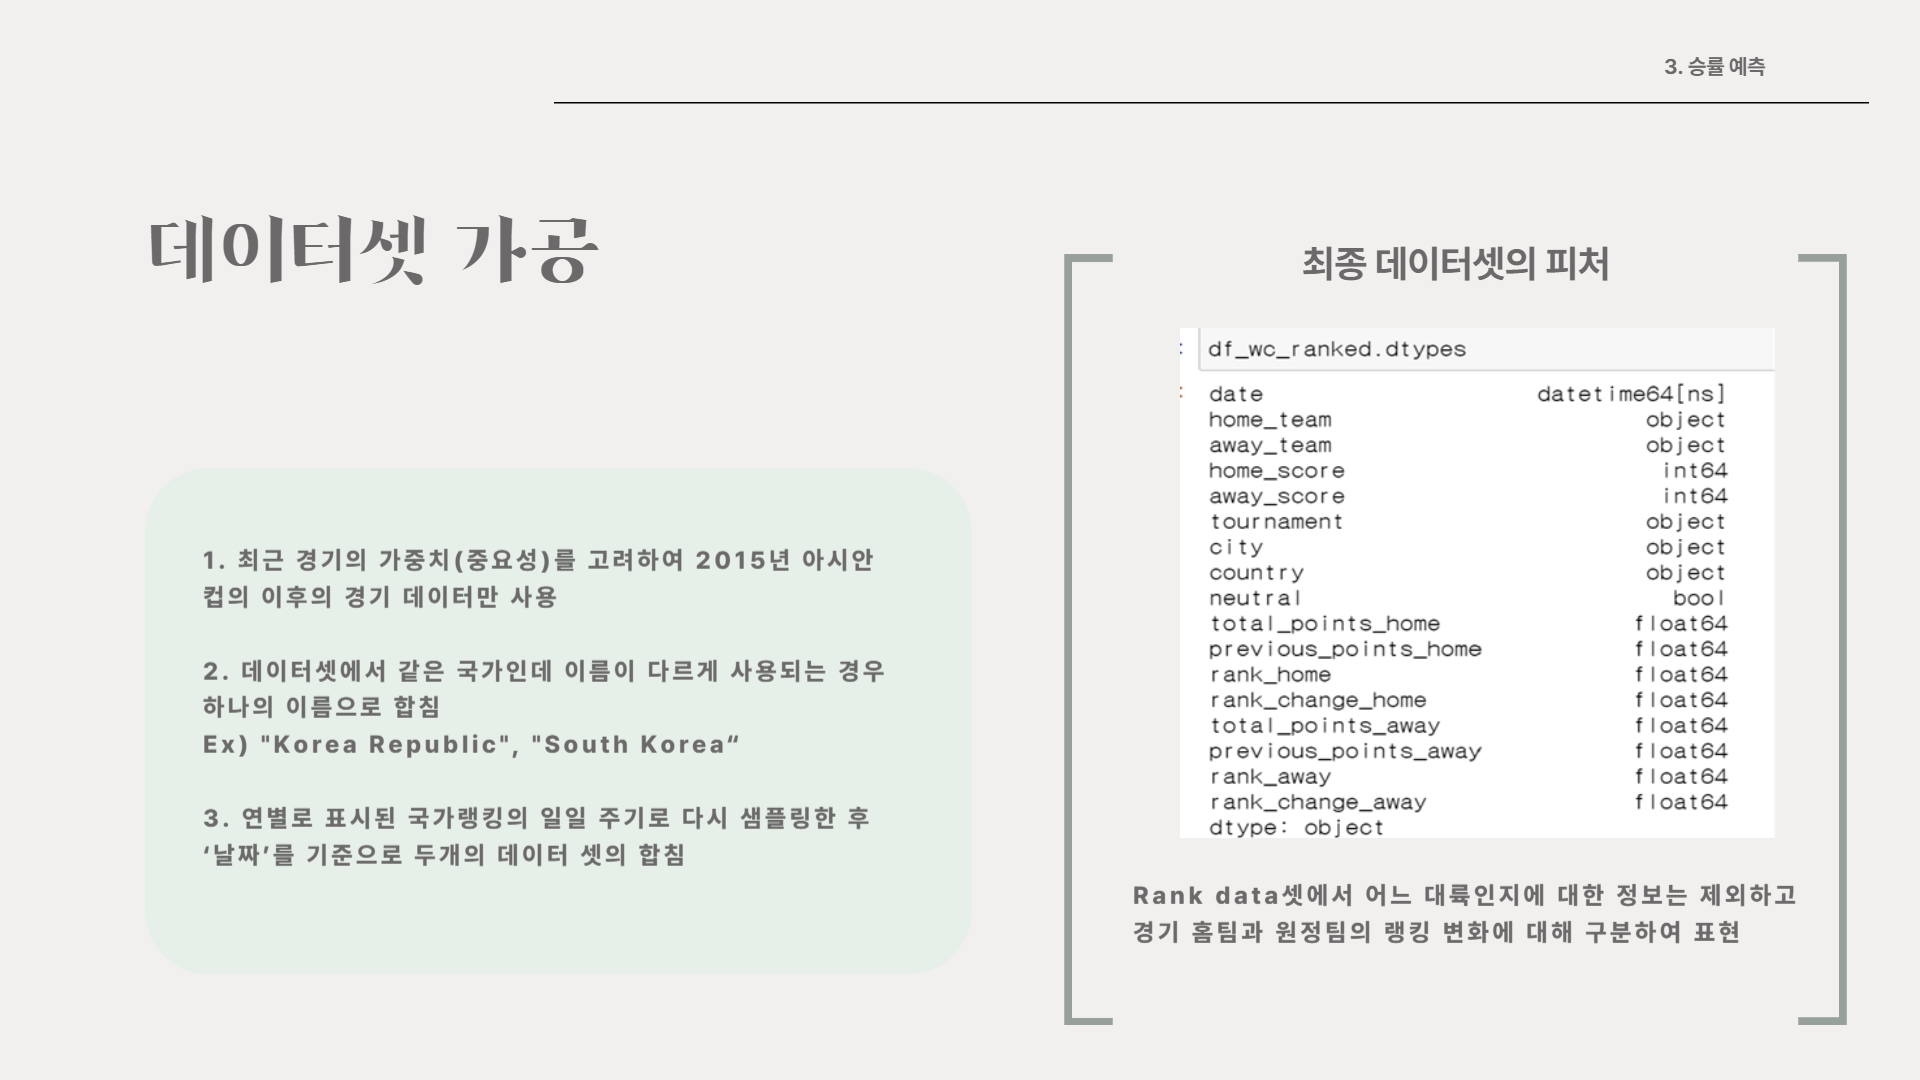 3. 승률 예측
데이터셋 가공
1. 최근 경기의 가중치(중요성)를 고려하여 2015년 아시안
컵의 이후의 경기 데이터만 사용
2. 데이터셋에서 같은 국가인데 이름이 다르게 사용되는 경우
하나의 이름으로 합침
Ex) "Korea Republic", "South Korea“
3. 연별로 표시된 국가랭킹의 일일 주기로 다시 샘플링한 후
‘날짜’를 기준으로 두개의 데이터 셋의 합침
최종 데이터셋의 피처
df_wc_ranked.dtypes
date datetime64[ns]
home_team object
away_team object
home_score int64
away_score int64
tournament object
city object
country object
neutral bool
total_points_home float64
previous_points_home float64
rank_home float64
rank_change_home float64
total_points_away float64
previous_points_away float64
rank_away float64
rank_change_away float64
dtype: object
Rank data셋에서 어느 대륙인지에 대한 정보는 제외하고
경기 홈팀과 원정팀의 랭킹 변화에 대해 구분하여 표현